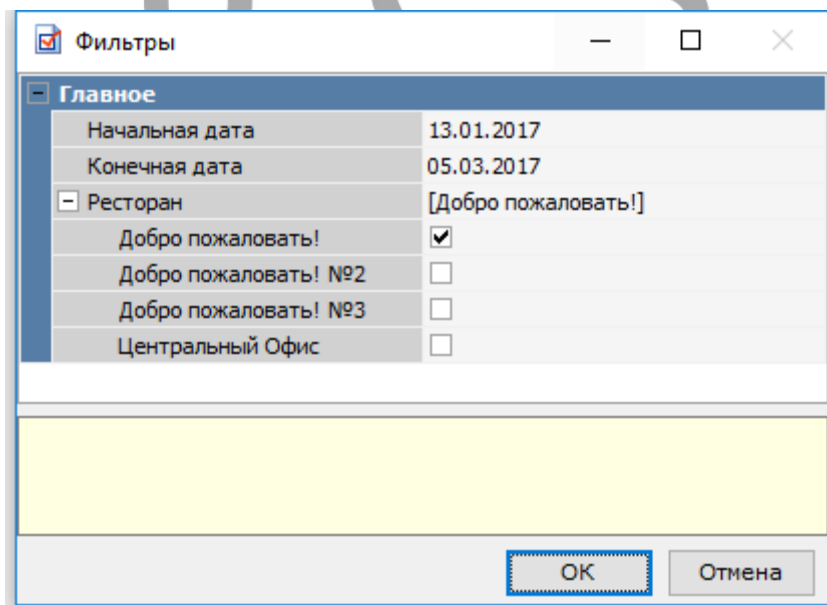 Фильтры
Главное
Начальная дата 13.01.2017
Конечная дата 05.03.2017
Ресторан [Добро пожаловать!]
Добро пожаловать!
Добро пожаловать! №2
Добро пожаловать! №3
Центральный Офис
ОК Отмена